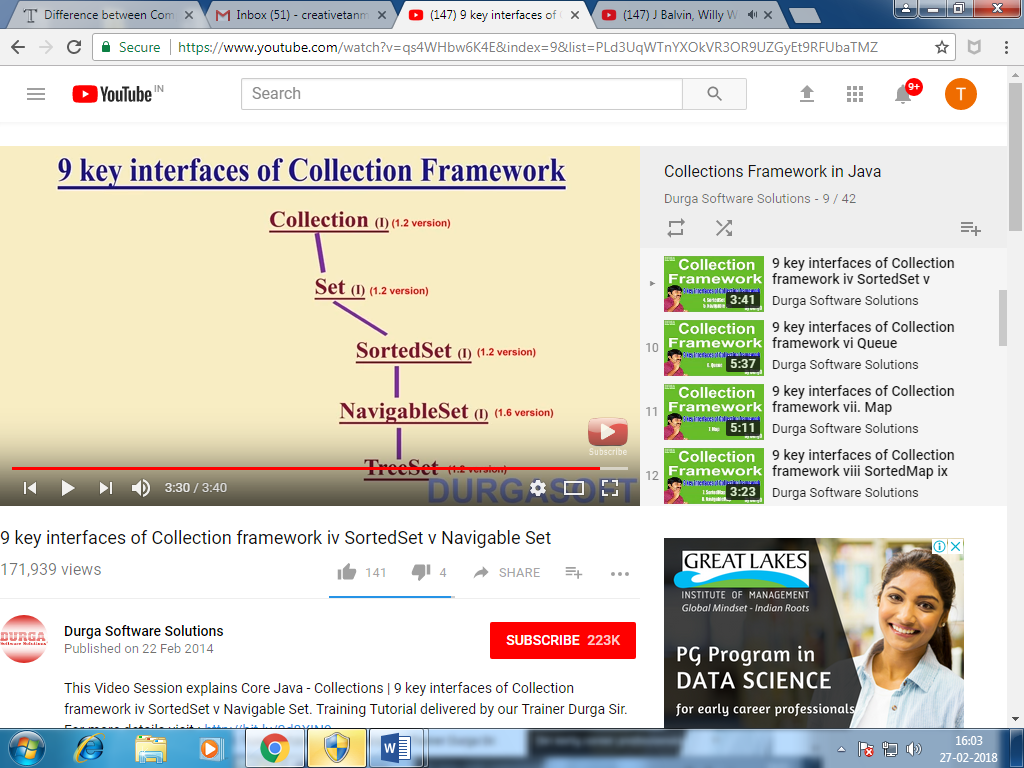 Difference between Com
Inbox (51) - creativetanm
(147) 9 key interfaces of
(147) J Balvin, Willy W
Secure
https://www.youtube.com/watch?v=qs4WHbw6K4E&index=9&list=PLd3UqWTnYXOkVR3OR9UZGyEt9RFUbaTMZ
YouTube IN
Search
9+
T
9 key interfaces of Collection Framework
Collection (I) (1.2 version)
Set (I) (1.2 version)
SortedSet (I) (1.2 version)
NavigableSet (I) (1.6 version)
TreeSet (1.2 version)
Subscribe
DURGASOFT
3:30 / 3:40
Collections Framework in Java
Durga Software Solutions - 9 / 42
Collection
Framework
3:41
9 key interfaces of Collection
framework iv SortedSet v
Durga Software Solutions
10
Collection
Framework
5:37
9 key interfaces of Collection
framework vi Queue
Durga Software Solutions
11
Collection
Framework
5:11
9 key interfaces of Collection
framework vii. Map
Durga Software Solutions
12
Collection
Framework
3:23
9 key interfaces of Collection
framework viii SortedMap ix
Durga Software Solutions
9 key interfaces of Collection framework iv SortedSet v Navigable Set
171,939 views
141
4
SHARE
DURGA
Software Solutions
Durga Software Solutions
Published on 22 Feb 2014
SUBSCRIBE 223K
This Video Session explains Core Java - Collections | 9 key interfaces of Collection
framework iv SortedSet v Navigable Set. Training Tutorial delivered by our Trainer Durga Sir.
For more details visit :
GREAT LAKES
INSTITUTE OF MANAGEMENT
Global Mindset - Indian Roots
PG Program in
DATA SCIENCE
for early career professionals
16:03
27-02-2018